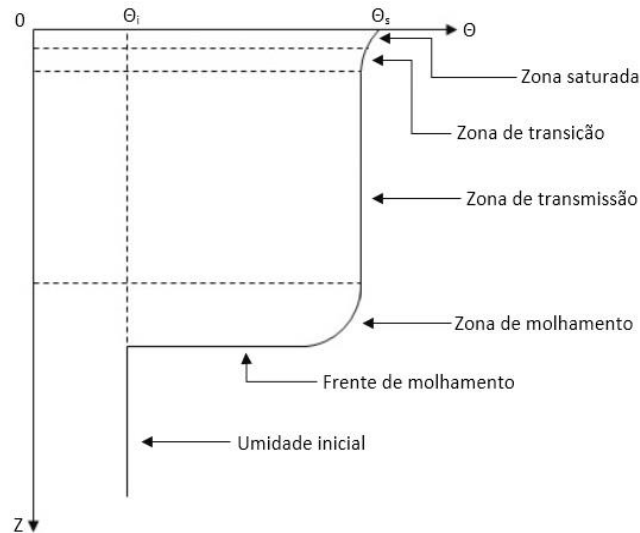 0
Θi
Θs
Θ
Zona saturada
Zona de transição
Zona de transmissão
Zona de molhamento
Frente de molhamento
Umidade inicial
Z